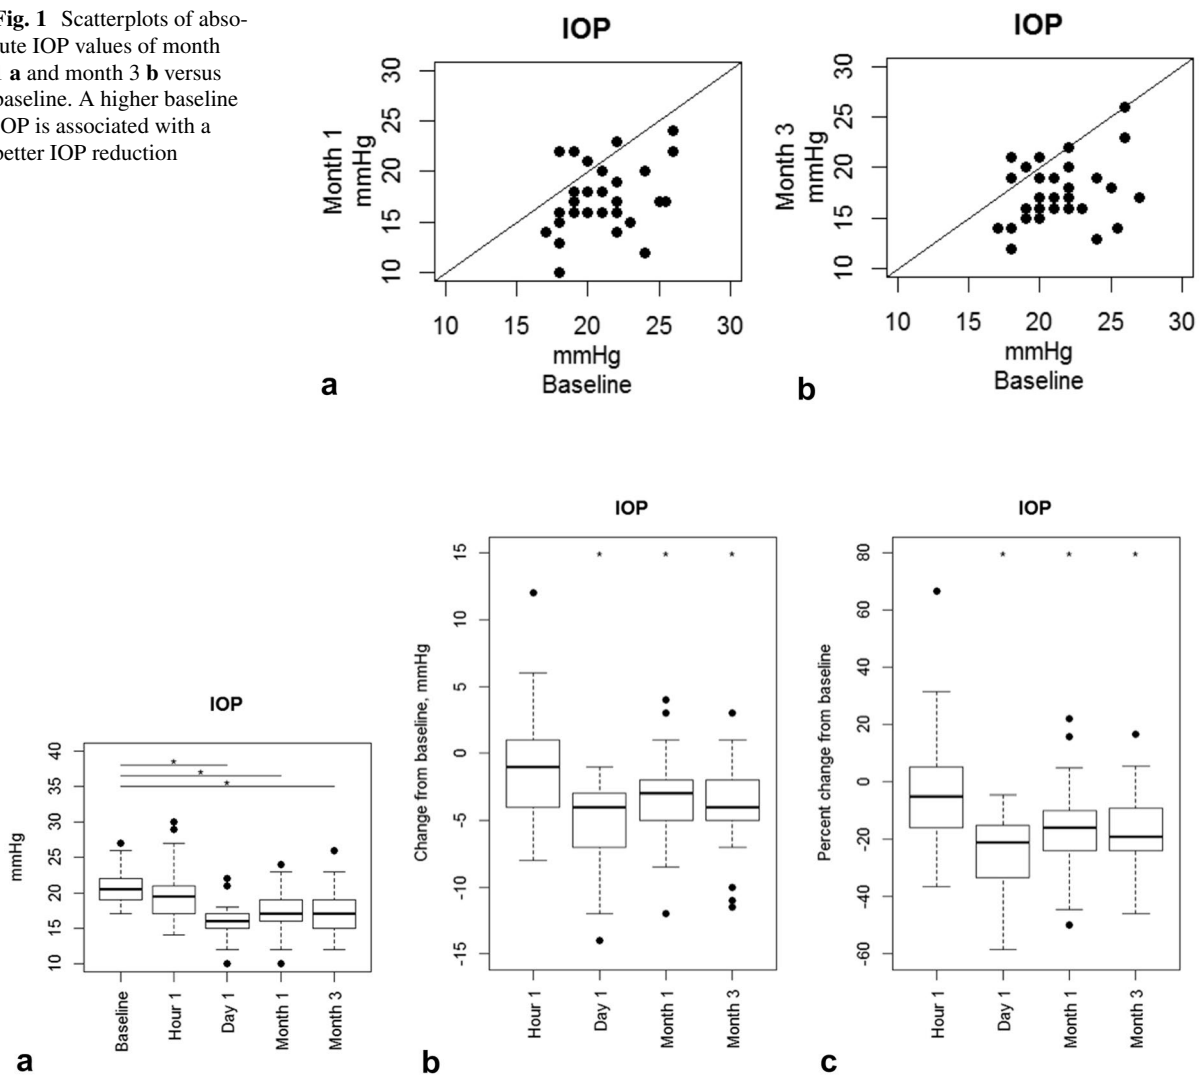 Fig. 1 Scatterplots of abso-
lute IOP values of month
1 a and month 3 b versus
baseline. A higher baseline
IOP is associated with a
better IOP reduction
IOP
Month 1
mmHg
30
25
20
15
10
10 15 20 25 30
mmHg
Baseline
a
IOP
Month 3
mmHg
30
25
20
15
10
10 15 20 25 30
mmHg
Baseline
b
IOP
mmHg
40
35
30
25
20
15
10
* 
*
*
Baseline Hour 1 Day 1 Month 1 Month 3
a
IOP
Change from baseline, mmHg
15
10
5
0
-5
-10
-15
* * *
Hour 1 Day 1 Month 1 Month 3
b
IOP
Percent change from baseline
80
60
40
20
0
-20
-40
-60
* * *
Hour 1 Day 1 Month 1 Month 3
c